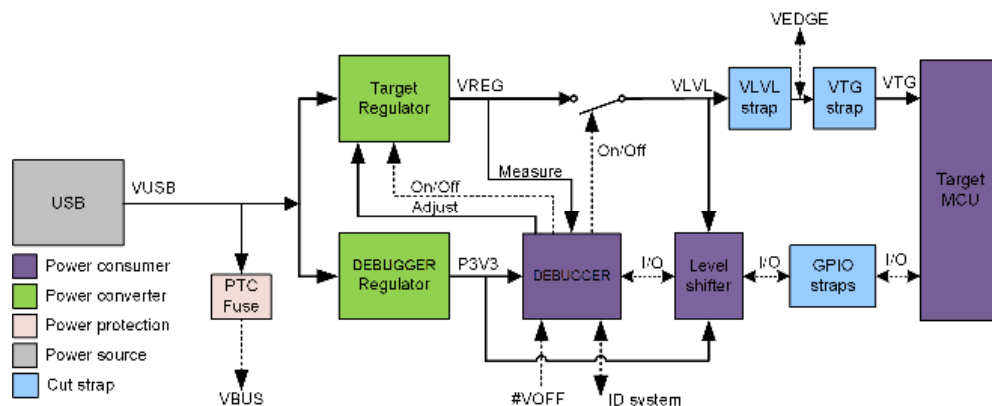 VEDGE
Target
Regulator
VREG
VLVL
VLVL
strap
VTG
strap
VTG
On/Off
Measure
On/Off
Adjust
USB
VUSB
Target
MCU
DEBUGGER
Regulator
P3V3
DEBUGGER
I/O
Level
shifter
I/O
GPIO
straps
I/O
PTC
Fuse
VBUS
#VOFF
ID system
Power consumer
Power converter
Power protection
Power source
Cut strap